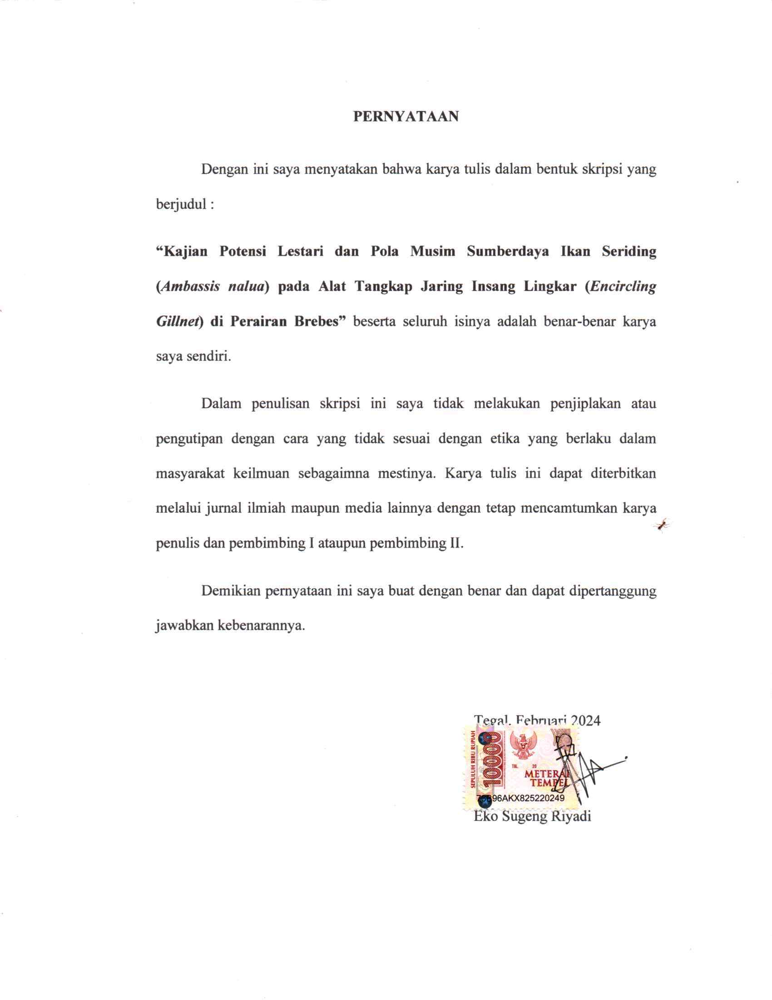 PERNYATAAN
Dengan ini saya menyatakan bahwa karya tulis dalam bentuk skripsi yang
berjudul :
“Kajian Potensi Lestari dan Pola Musim Sumberdaya Ikan Seriding
(Ambassis nalua) pada Alat Tangkap Jaring Insang Lingkar (Encircling
Gillnet) di Perairan Brebes” beserta seluruh isinya adalah benar-benar karya
saya sendiri.
Dalam penulisan skripsi ini saya tidak melakukan penjiplakan atau
pengutipan dengan cara yang tidak sesuai dengan etika yang berlaku dalam
masyarakat keilmuan sebagaimna mestinya. Karya tulis ini dapat diterbitkan
melalui jurnal ilmiah maupun media lainnya dengan tetap mencamtumkan karya
penulis dan pembimbing I ataupun pembimbing II.
Demikian pernyataan ini saya buat dengan benar dan dapat dipertanggung
jawabkan kebenarannya.
Tegal, Februari 2024
SEPULUH RIBU RUPIAH
10000
TGL. 20
METERAI
TEMPEL
96AKX825220249
Eko Sugeng Riyadi